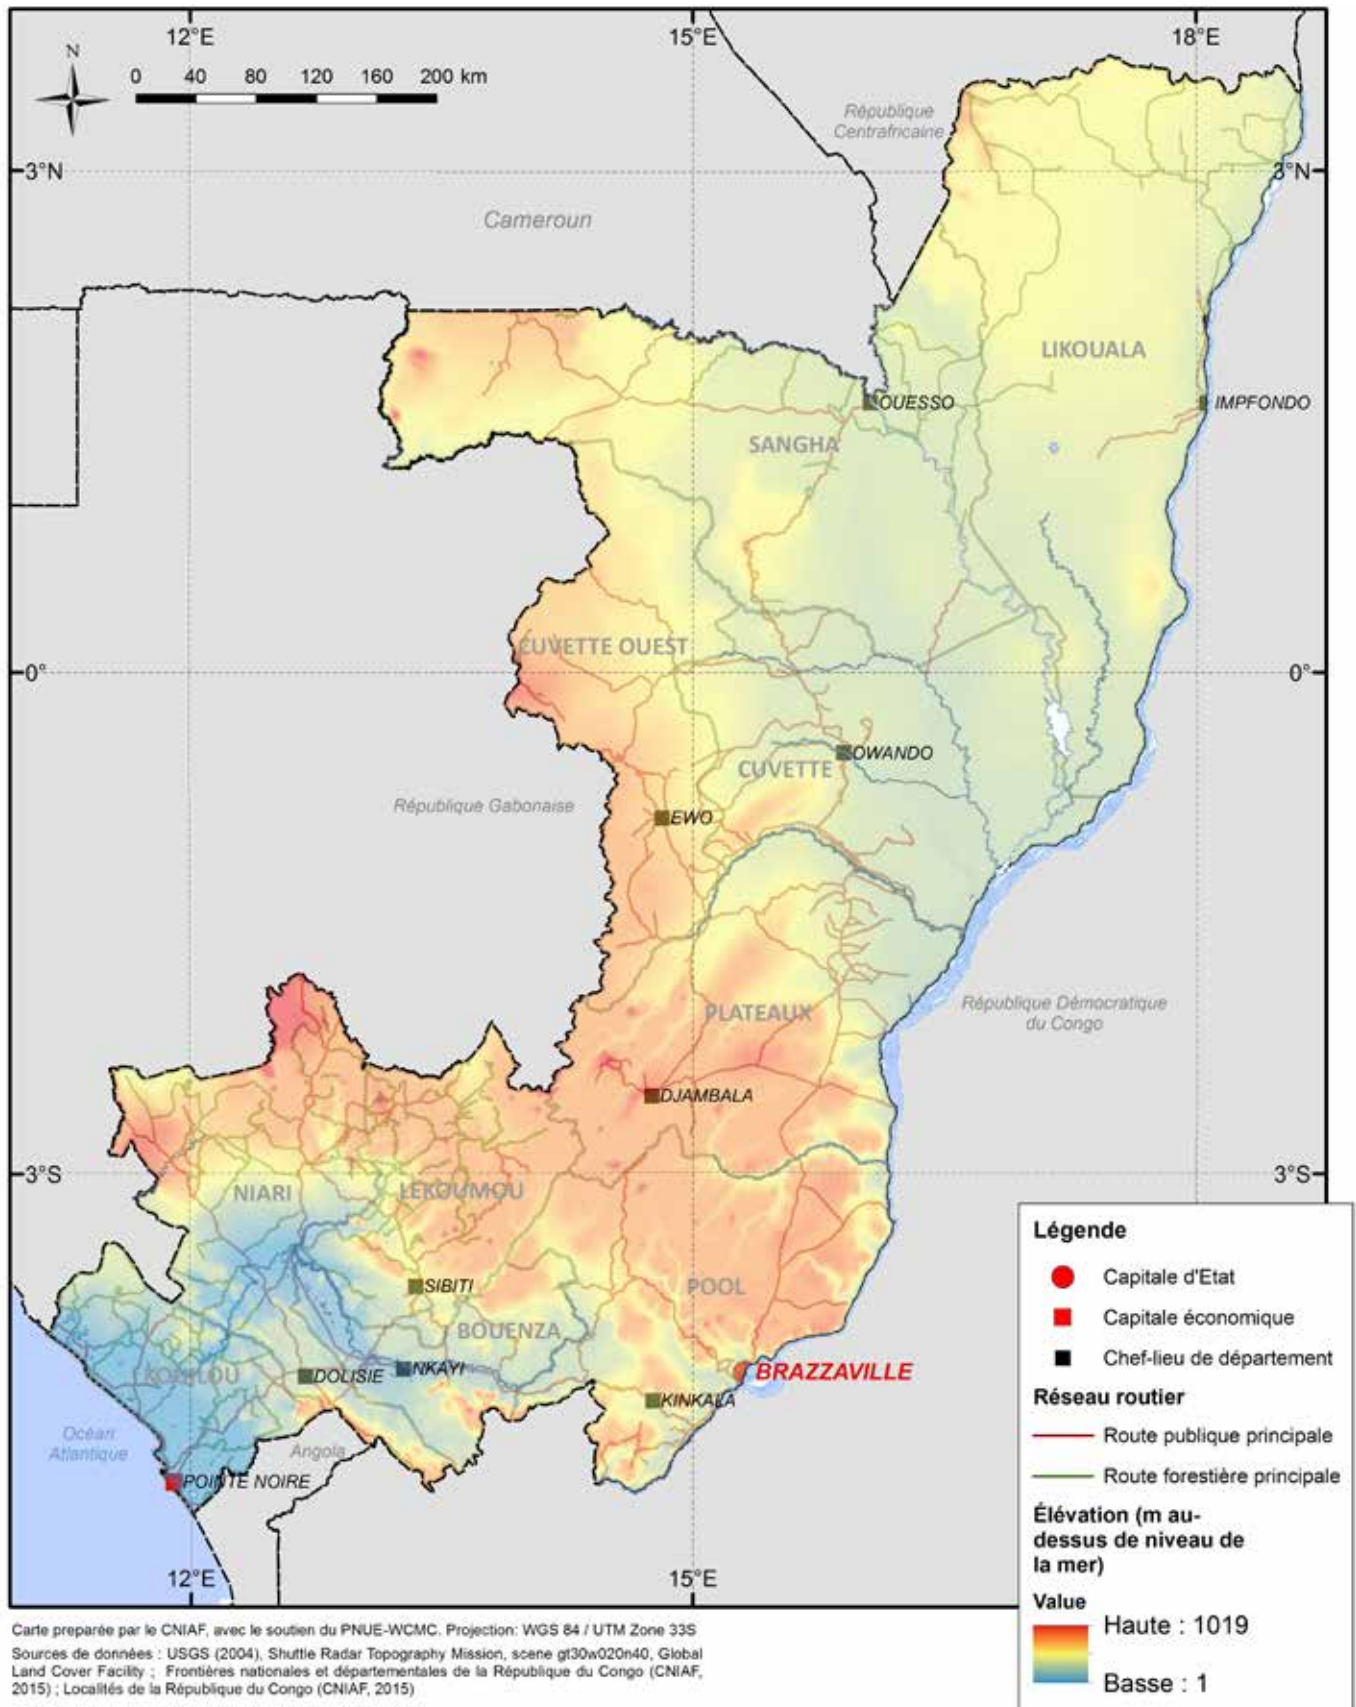 12°E
15°E
18°E
N
0 40 80 120 160 200 km
République
Centrafricaine
3°N
3°N
Cameroun
LIKOUALA
OUESSO
IMPFONDO
SANGHA
CUVETTE OUEST
0°
0°
OWANDO
CUVETTE
République Gabonaise
EWO
République Démocratique
du Congo
PLATEAUX
DJAMBALA
3°S
3°S
NIARI
LEKOUMOU
SIBITI
POOL
BOUENZA
KOUILOU
DOLISIE
NKAYI
BRAZZAVILLE
KINKALA
Océan
Atlantique
Angola
POINTE NOIRE
12°E
15°E
Légende
Capitale d'Etat
Capitale économique
Chef-lieu de département
Réseau routier
Route publique principale
Route forestière principale
Élévation (m au-
dessus de niveau de
la mer)
Value
Haute : 1019
Basse : 1
Carte preparée par le CNIAF, avec le soutien du PNUE-WCMC. Projection: WGS 84 / UTM Zone 33S
Sources de données : USGS (2004), Shuttle Radar Topography Mission, scene gt30w020n40, Global
Land Cover Facility ; Frontières nationales et départementales de la République du Congo (CNIAF,
2015) ; Localités de la République du Congo (CNIAF, 2015)